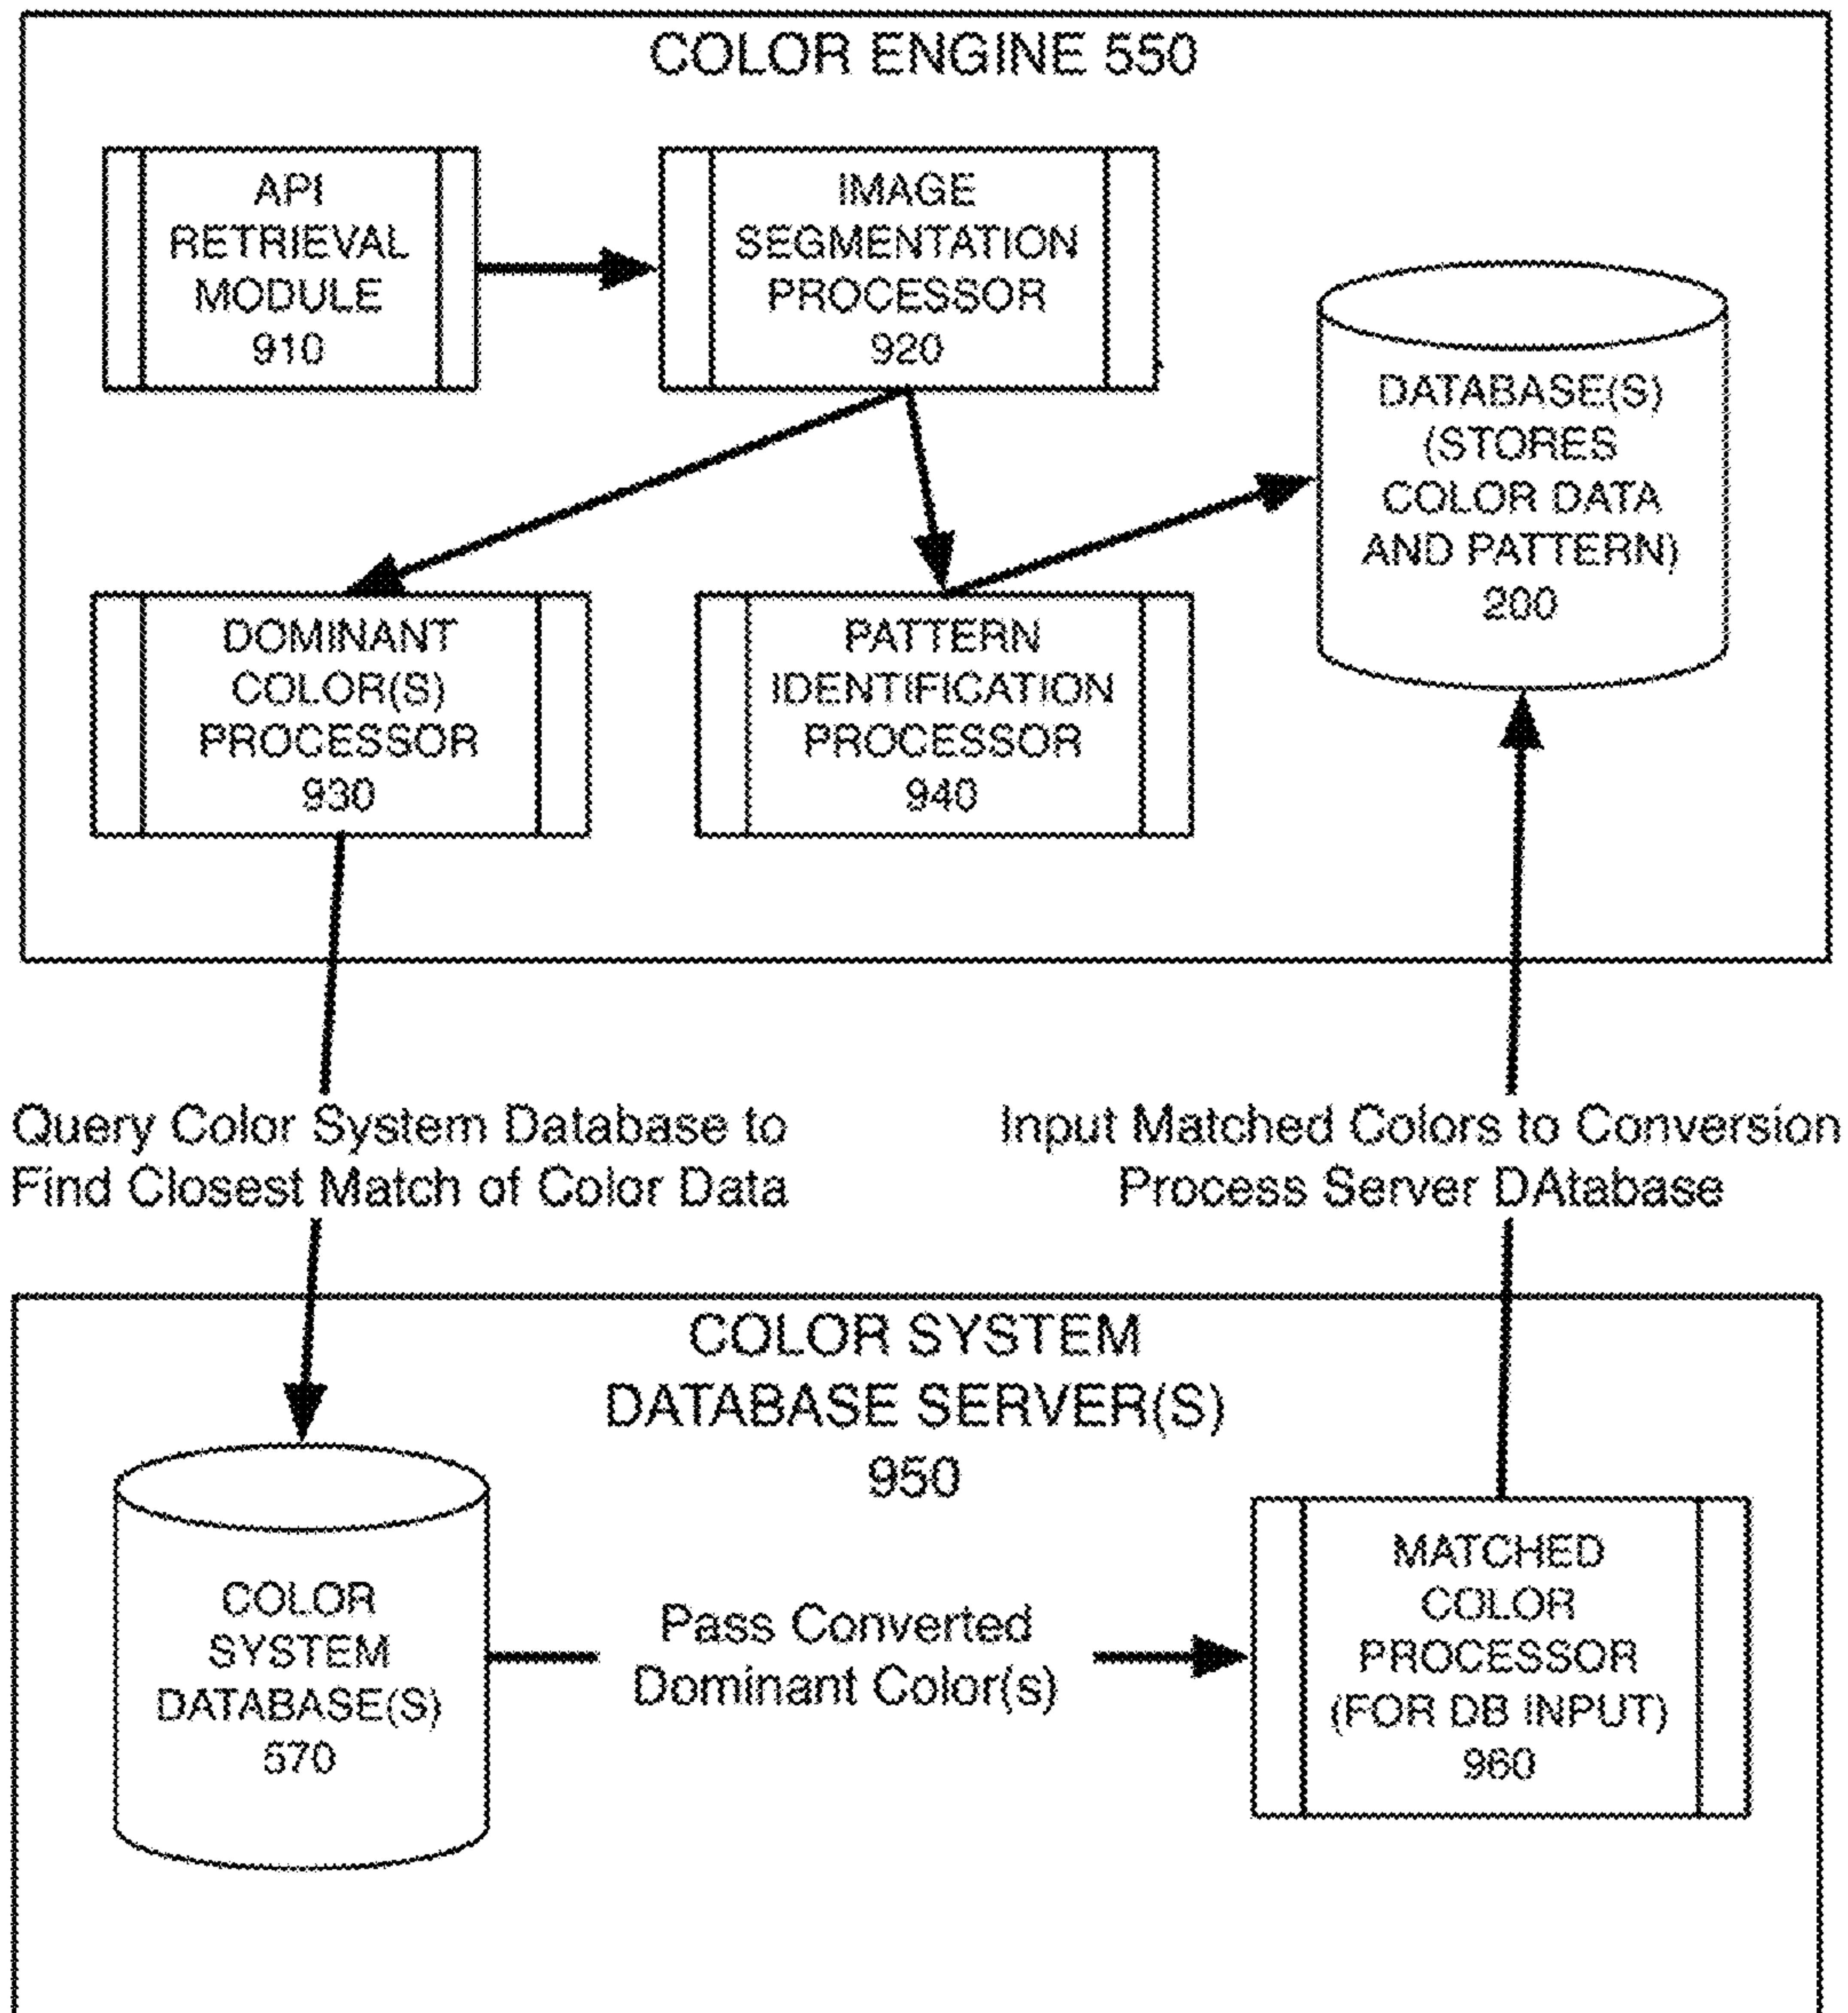 COLOR ENGINE 550
API
RETRIEVAL
MODULE
910
IMAGE
SEGMENTATION
PROCESSOR
920
DATABASE(S)
(STORES
COLOR DATA
AND PATTERN)
200
DOMINANT
COLOR(S)
PROCESSOR
930
PATTERN
IDENTIFICATION
PROCESSOR
940
Query Color System Database to
Find Closest Match of Color Data
Input Matched Colors to Conversion
Process Server DAtabase
COLOR SYSTEM
DATABASE SERVER(S)
950
COLOR
SYSTEM
DATABASE(S)
570
Pass Converted
Dominant Color(s)
MATCHED
COLOR
PROCESSOR
(FOR DB INPUT)
960